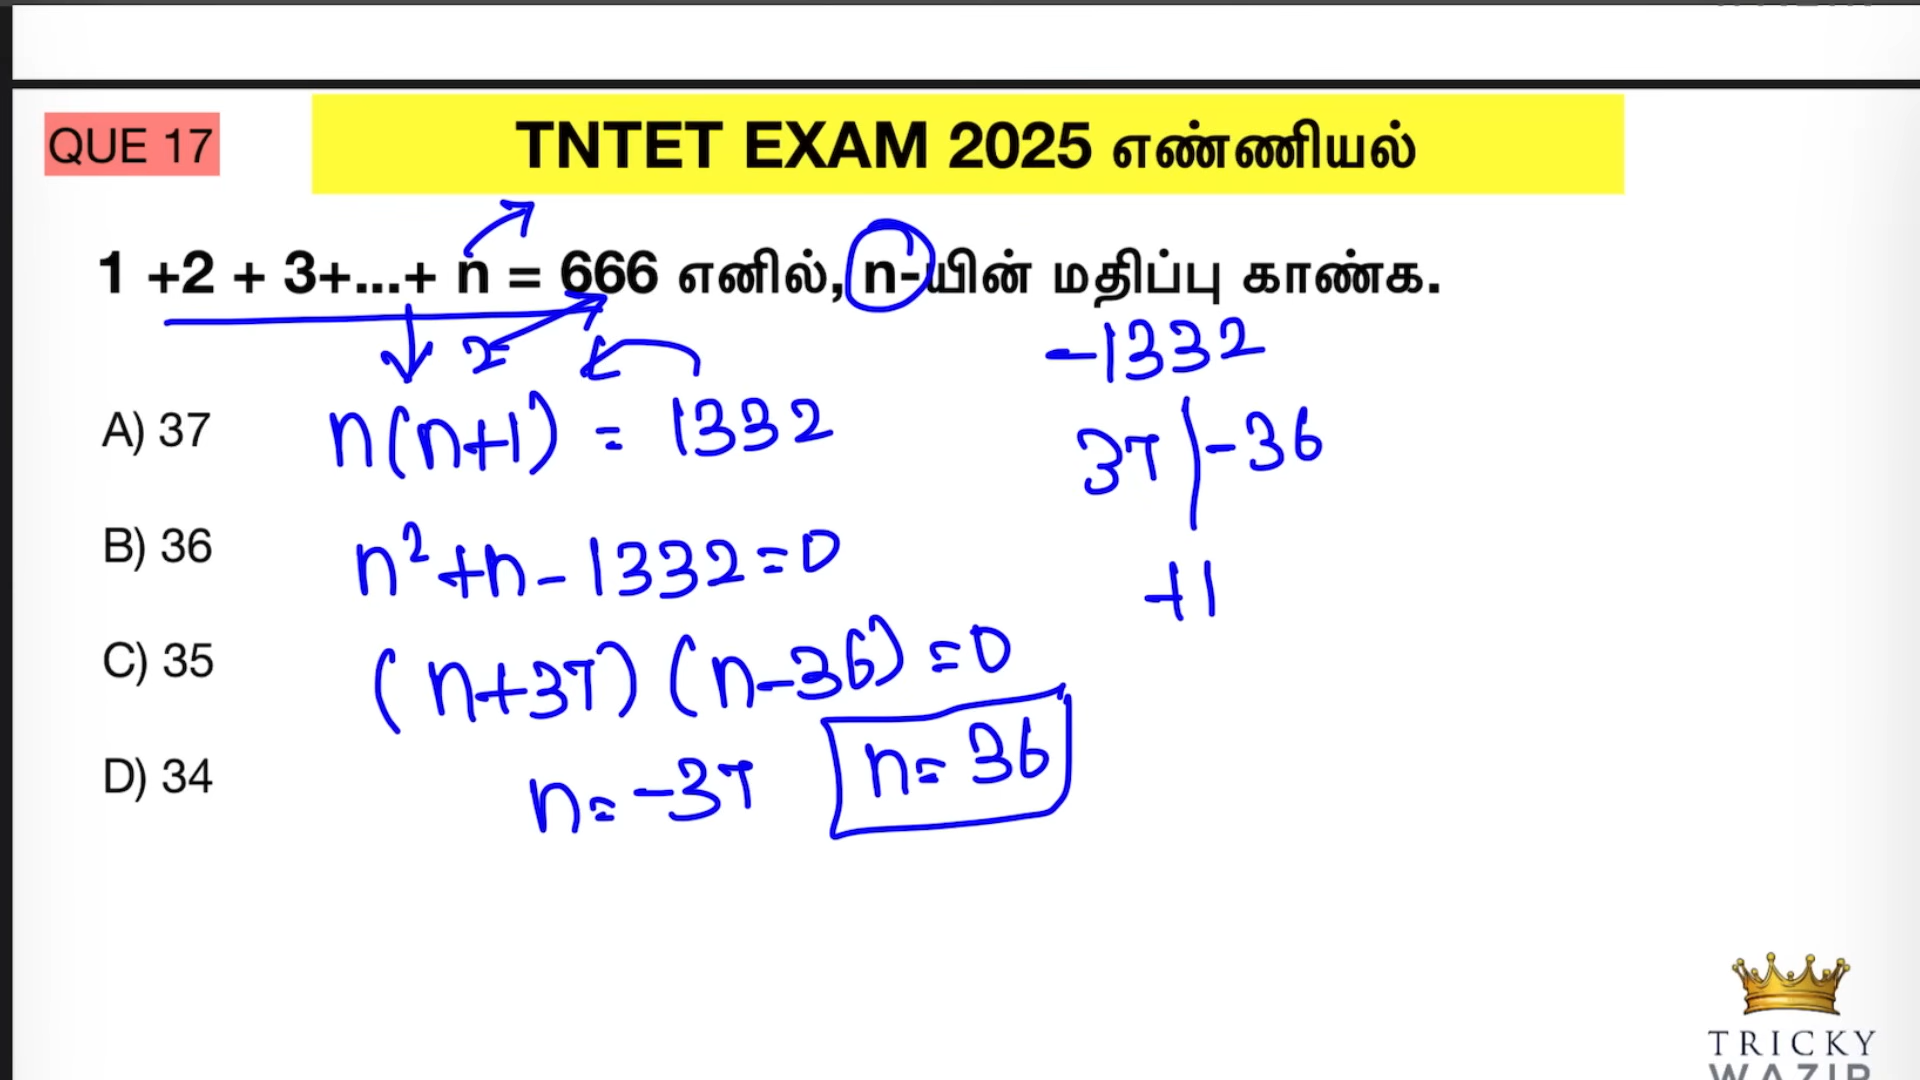 QUE 17
TNTET EXAM 2025 எண்ணியல்
1 +2 + 3+...+ n = 666 எனில், n-யின் மதிப்பு காண்க.
2
-1332
A) 37
n(n+1) = 1332
37 | -36
B) 36
n² + n - 1332 = 0
+1
C) 35
(n+37) (n-36) = 0
D) 34
n = -37
n = 36
TRICKY
WAZIR